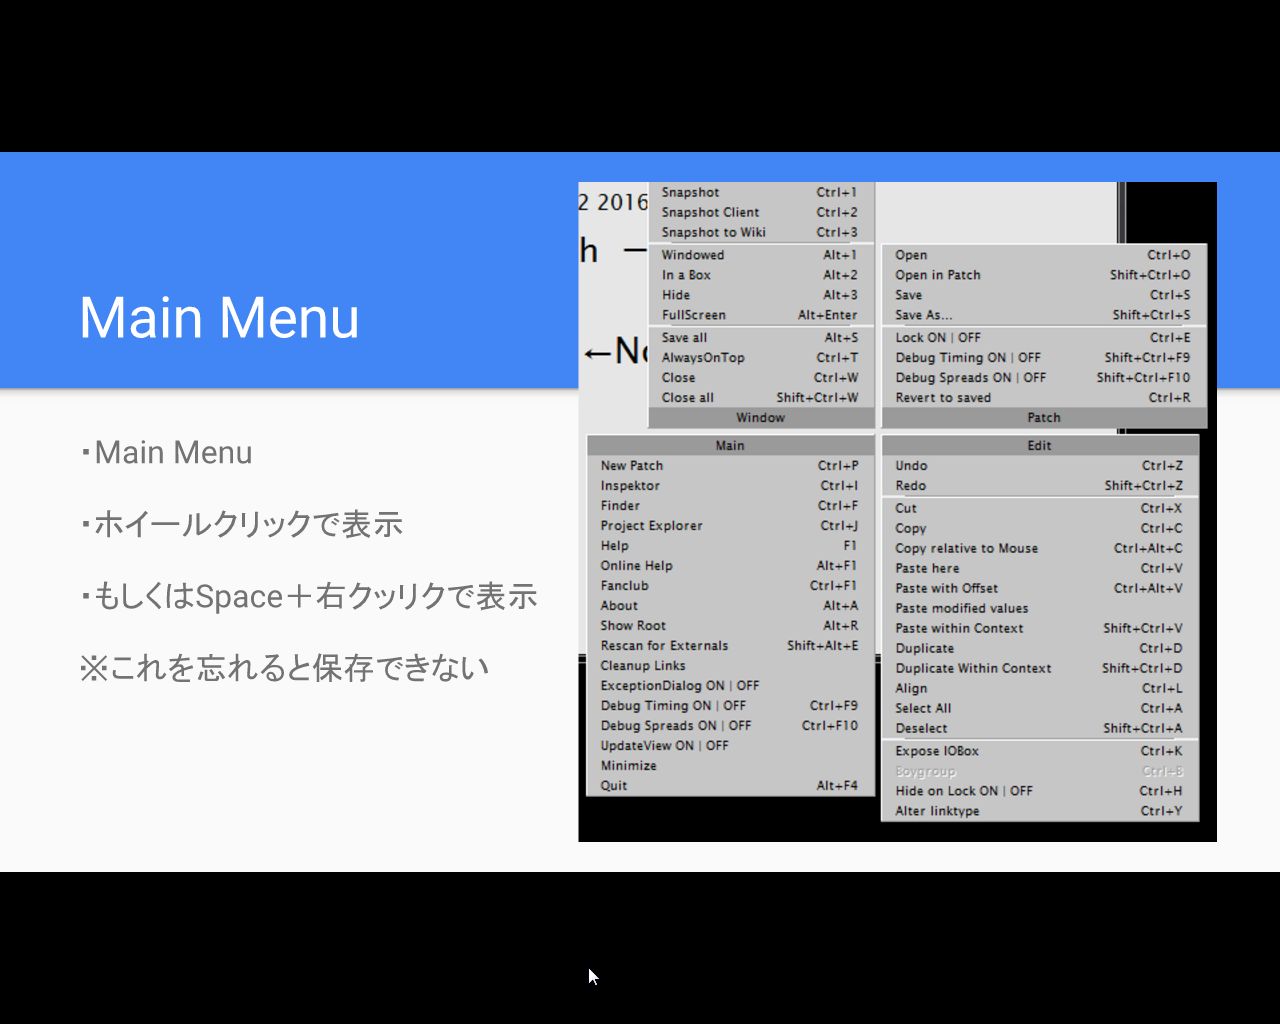 Main Menu
・Main Menu
・ホイールクリックで表示
・もしくはSpace＋右クッリクで表示
※これを忘れると保存できない
2 2016
h －
←No
Snapshot Ctrl+1
Snapshot Client Ctrl+2
Snapshot to Wiki Ctrl+3
Windowed Alt+1
In a Box Alt+2
Hide Alt+3
FullScreen Alt+Enter
Save all Alt+S
AlwaysOnTop Ctrl+T
Close Ctrl+W
Close all Shift+Ctrl+W
Window
Open Ctrl+O
Open in Patch Shift+Ctrl+O
Save Ctrl+S
Save As... Shift+Ctrl+S
Lock ON | OFF Ctrl+E
Debug Timing ON | OFF Shift+Ctrl+F9
Debug Spreads ON | OFF Shift+Ctrl+F10
Revert to saved Ctrl+R
Patch
Main
New Patch Ctrl+P
Inspektor Ctrl+I
Finder Ctrl+F
Project Explorer Ctrl+J
Help F1
Online Help Alt+F1
Fanclub Ctrl+F1
About Alt+A
Show Root Alt+R
Rescan for Externals Shift+Alt+E
Cleanup Links
ExceptionDialog ON | OFF
Debug Timing ON | OFF Ctrl+F9
Debug Spreads ON | OFF Ctrl+F10
UpdateView ON | OFF
Minimize
Quit Alt+F4
Edit
Undo Ctrl+Z
Redo Shift+Ctrl+Z
Cut Ctrl+X
Copy Ctrl+C
Copy relative to Mouse Ctrl+Alt+C
Paste here Ctrl+V
Paste with Offset Ctrl+Alt+V
Paste modified values
Paste within Context Shift+Ctrl+V
Duplicate Ctrl+D
Duplicate Within Context Shift+Ctrl+D
Align Ctrl+L
Select All Ctrl+A
Deselect Shift+Ctrl+A
Expose IOBox Ctrl+K
Boygroup Ctrl+B
Hide on Lock ON | OFF Ctrl+H
Alter linktype Ctrl+Y